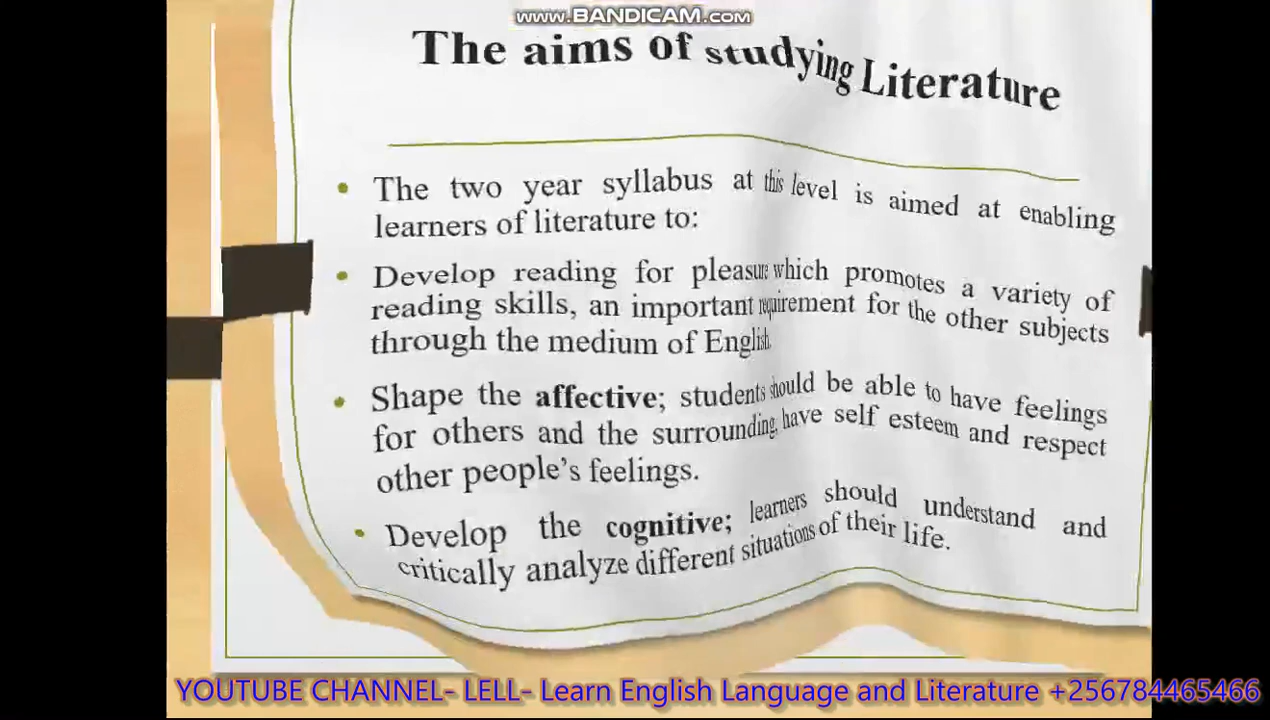 www.BANDICAM.com
The aims of studying Literature
• The two year syllabus at this level is aimed at enabling
learners of literature to:
• Develop reading for pleasure which promotes a variety of
reading skills, an important requirement for the other subjects
through the medium of English.
• Shape the affective; students should be able to have feelings
for others and the surrounding, have self esteem and respect
other people's feelings.
• Develop the cognitive; learners should understand and
critically analyze different situations of their life.
YOUTUBE CHANNEL- LELL- Learn English Language and Literature +256784465466